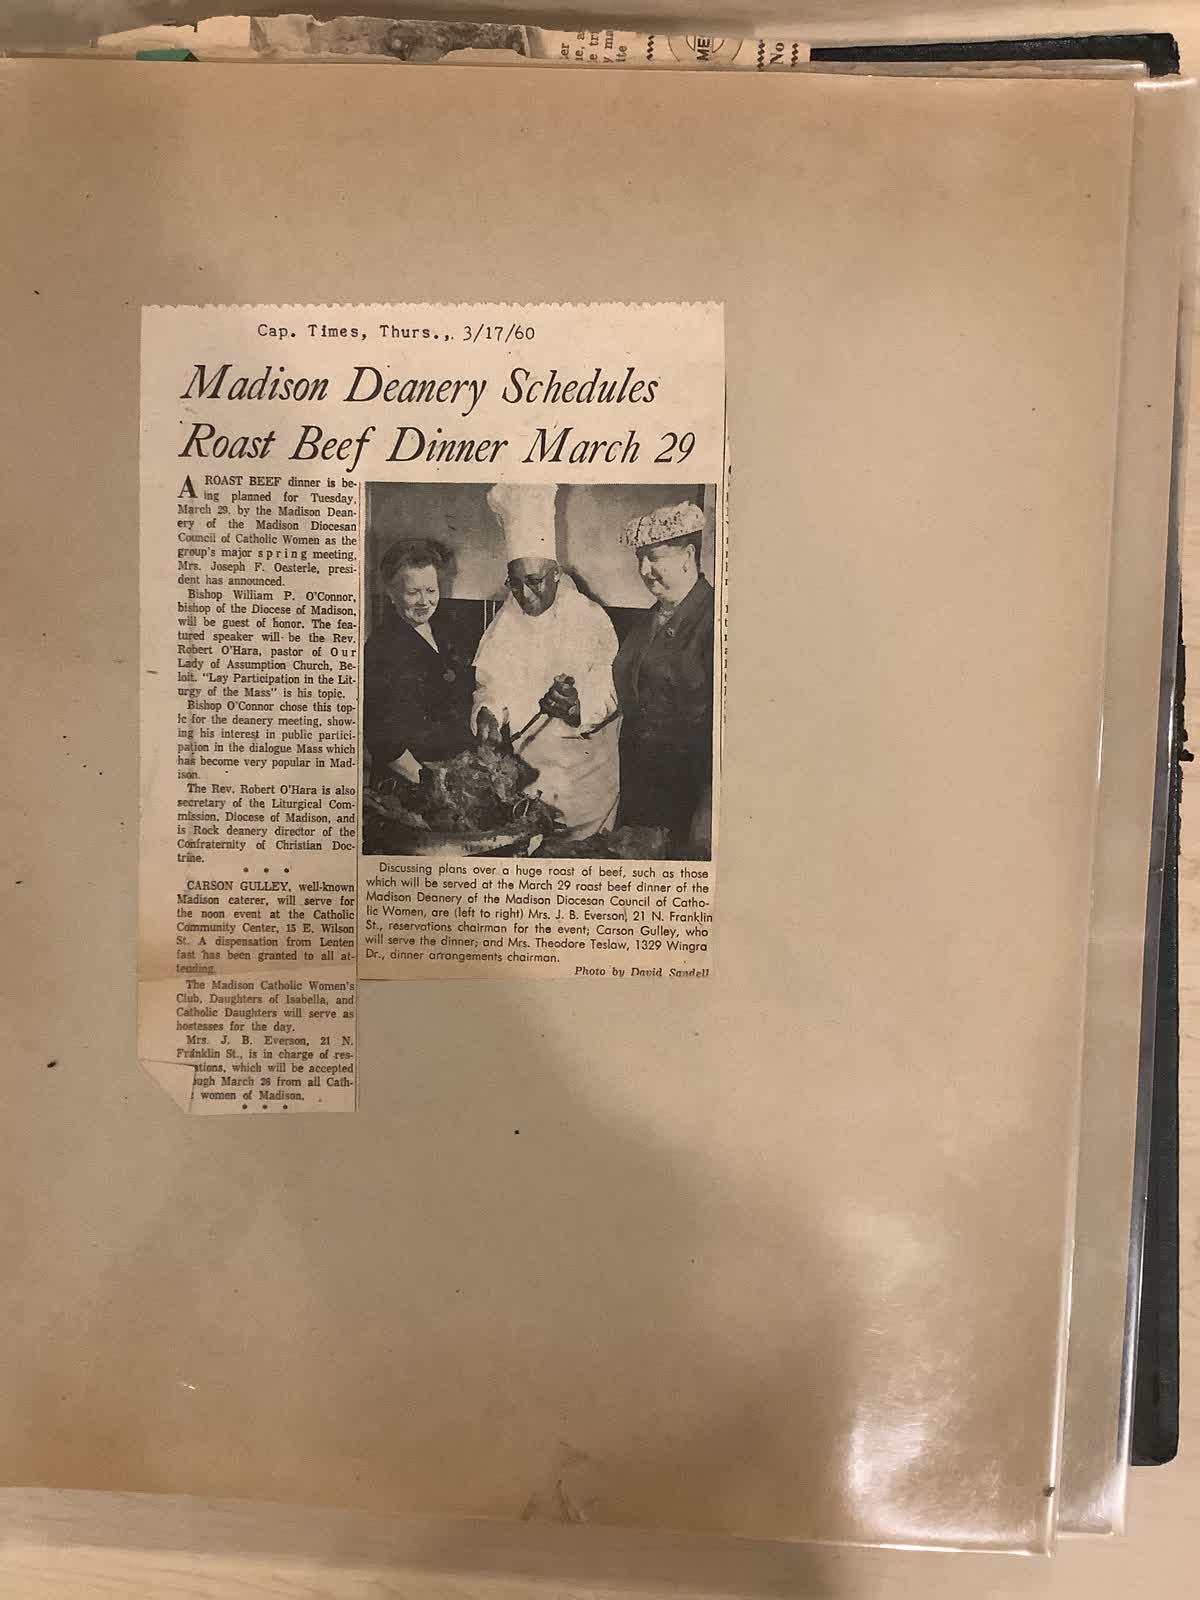 er
ie, a
e tr
y ma
ite
ME
No
Cap. Times, Thurs.,. 3/17/60
Madison Deanery Schedules
Roast Beef Dinner March 29
A ROAST BEEF dinner is be-
ing planned for Tuesday,
March 29, by the Madison Dean-
ery of the Madison Diocesan
Council of Catholic Women as the
group's major spring meeting,
Mrs. Joseph F. Oesterle, presi-
dent has announced.
Bishop William P. O'Connor,
bishop of the Diocese of Madison,
will be guest of honor. The fea-
tured speaker will be the Rev.
Robert O'Hara, pastor of Our
Lady of Assumption Church, Be-
loit. "Lay Participation in the Lit-
urgy of the Mass" is his topic.
Bishop O'Connor chose this top-
ic for the deanery meeting, show-
ing his interest in public partici-
pation in the dialogue Mass which
has become very popular in Mad-
ison.
The Rev. Robert O'Hara is also
secretary of the Liturgical Com-
mission, Diocese of Madison, and
is Rock deanery director of the
Confraternity of Christian Doc-
trine.
* * *
CARSON GULLEY, well-known
Madison caterer, will serve for
the noon event at the Catholic
Community Center, 15 E. Wilson
St. A dispensation from Lenten
fast has been granted to all at-
tending.
The Madison Catholic Women's
Club, Daughters of Isabella, and
Catholic Daughters will serve as
hostesses for the day.
Mrs. J. B. Everson, 21 N.
Franklin St., is in charge of res-
ations, which will be accepted
ough March 26 from all Cath-
women of Madison.
* * *
Discussing plans over a huge roast of beef, such as those
which will be served at the March 29 roast beef dinner of the
Madison Deanery of the Madison Diocesan Council of Catho-
lic Women, are (left to right) Mrs. J. B. Everson, 21 N. Franklin
St., reservations chairman for the event; Carson Gulley, who
will serve the dinner; and Mrs. Theodore Teslaw, 1329 Wingra
Dr., dinner arrangements chairman.
Photo by David Sandell